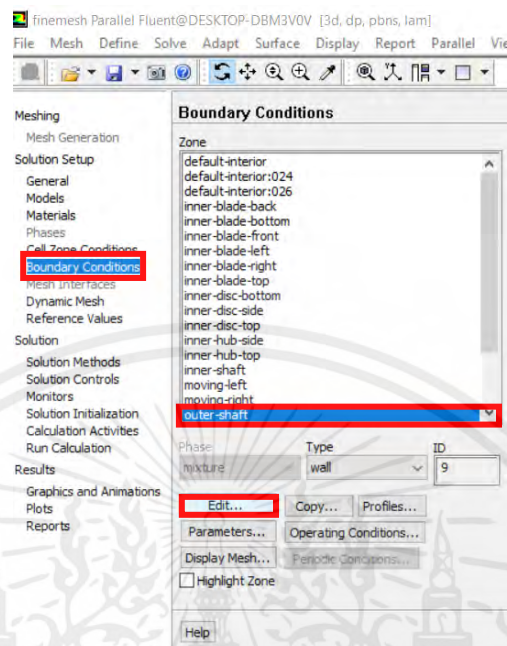 finemesh Parallel Fluent@DESKTOP-DBM3V0V [3d, dp, pbns, lam]
File Mesh Define Solve Adapt Surface Display Report Parallel
Meshing
Mesh Generation
Solution Setup
General
Models
Materials
Phases
Cell Zone Conditions
Boundary Conditions
Mesh Interfaces
Dynamic Mesh
Reference Values
Solution
Solution Methods
Solution Controls
Monitors
Solution Initialization
Calculation Activities
Run Calculation
Results
Graphics and Animations
Plots
Reports
Boundary Conditions
Zone
default-interior
default-interior:024
default-interior:026
inner-blade-back
inner-blade-bottom
inner-blade-front
inner-blade-left
inner-blade-right
inner-blade-top
inner-disc-bottom
inner-disc-side
inner-disc-top
inner-hub-side
inner-hub-top
inner-shaft
moving-left
moving-right
outer-shaft
Phase Type ID
mixture wall 9
Edit... Copy... Profiles...
Parameters... Operating Conditions...
Display Mesh... Periodic Conditions...
Highlight Zone
Help